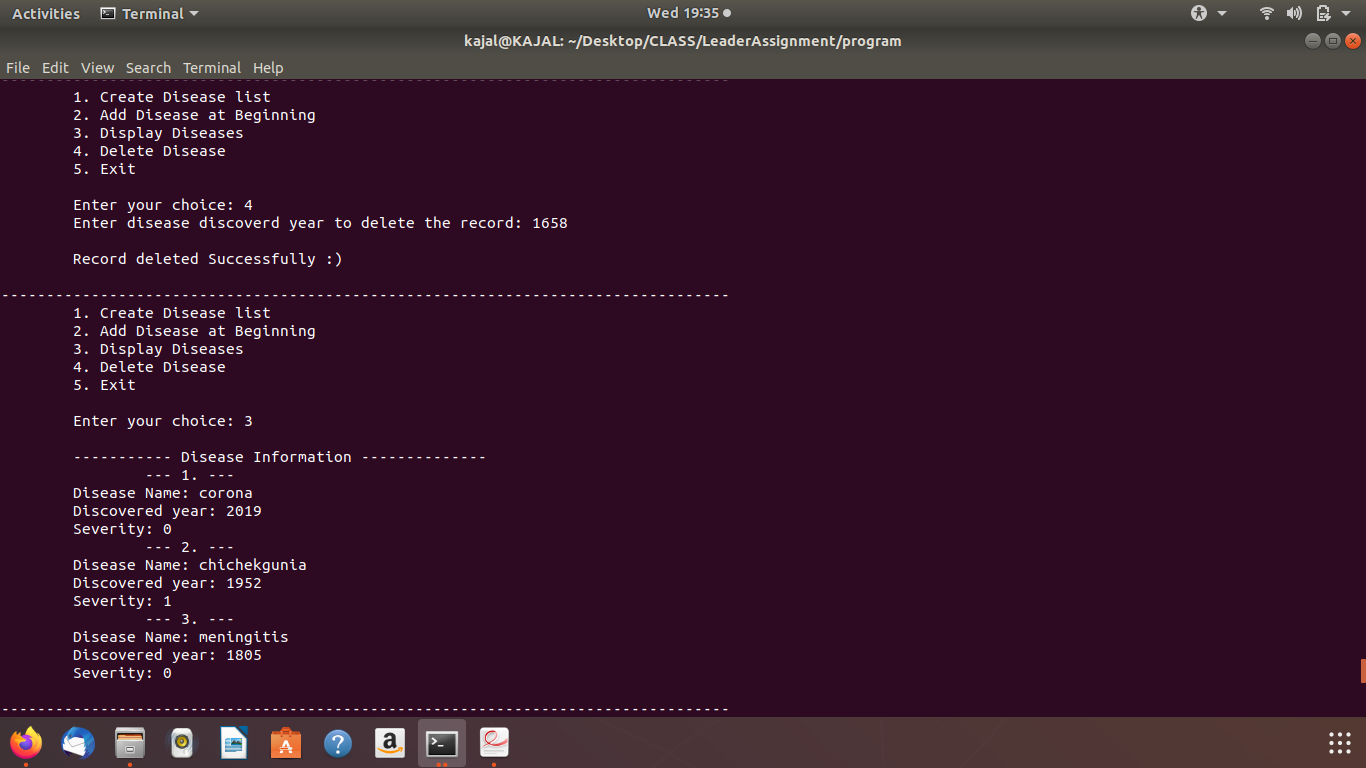 Activities Terminal Wed 19:35
kajal@KAJAL: ~/Desktop/CLASS/LeaderAssignment/program
File Edit View Search Terminal Help
---------------------------------------------------------------------------------
1. Create Disease list
2. Add Disease at Beginning
3. Display Diseases
4. Delete Disease
5. Exit
Enter your choice: 4
Enter disease discoverd year to delete the record: 1658
Record deleted Successfully :)
---------------------------------------------------------------------------------
1. Create Disease list
2. Add Disease at Beginning
3. Display Diseases
4. Delete Disease
5. Exit
Enter your choice: 3
----------- Disease Information --------------
--- 1. ---
Disease Name: corona
Discovered year: 2019
Severity: 0
--- 2. ---
Disease Name: chichekgunia
Discovered year: 1952
Severity: 1
--- 3. ---
Disease Name: meningitis
Discovered year: 1805
Severity: 0
---------------------------------------------------------------------------------